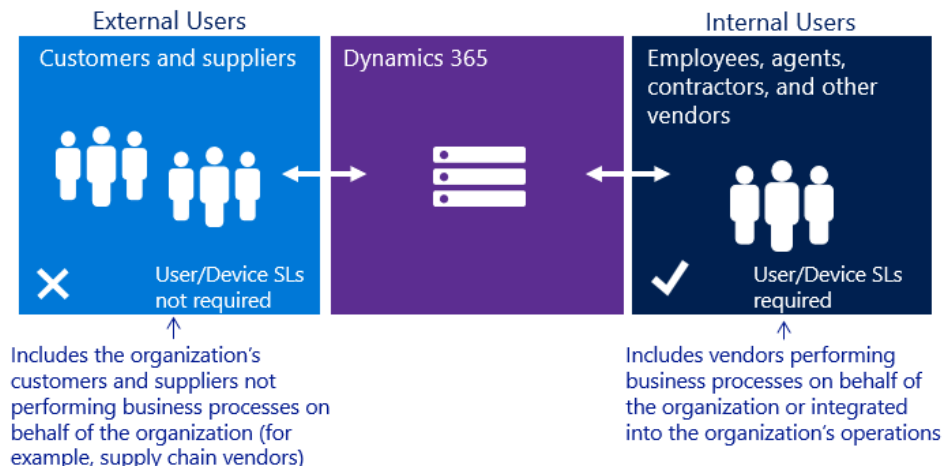 External Users
Internal Users
Customers and suppliers
Dynamics 365
Employees, agents,
contractors, and other
vendors
User/Device SLs
not required
User/Device SLs
required
Includes the organization's
customers and suppliers not
performing business processes on
behalf of the organization (for
example, supply chain vendors)
Includes vendors performing
business processes on behalf of
the organization or integrated
into the organization's operations